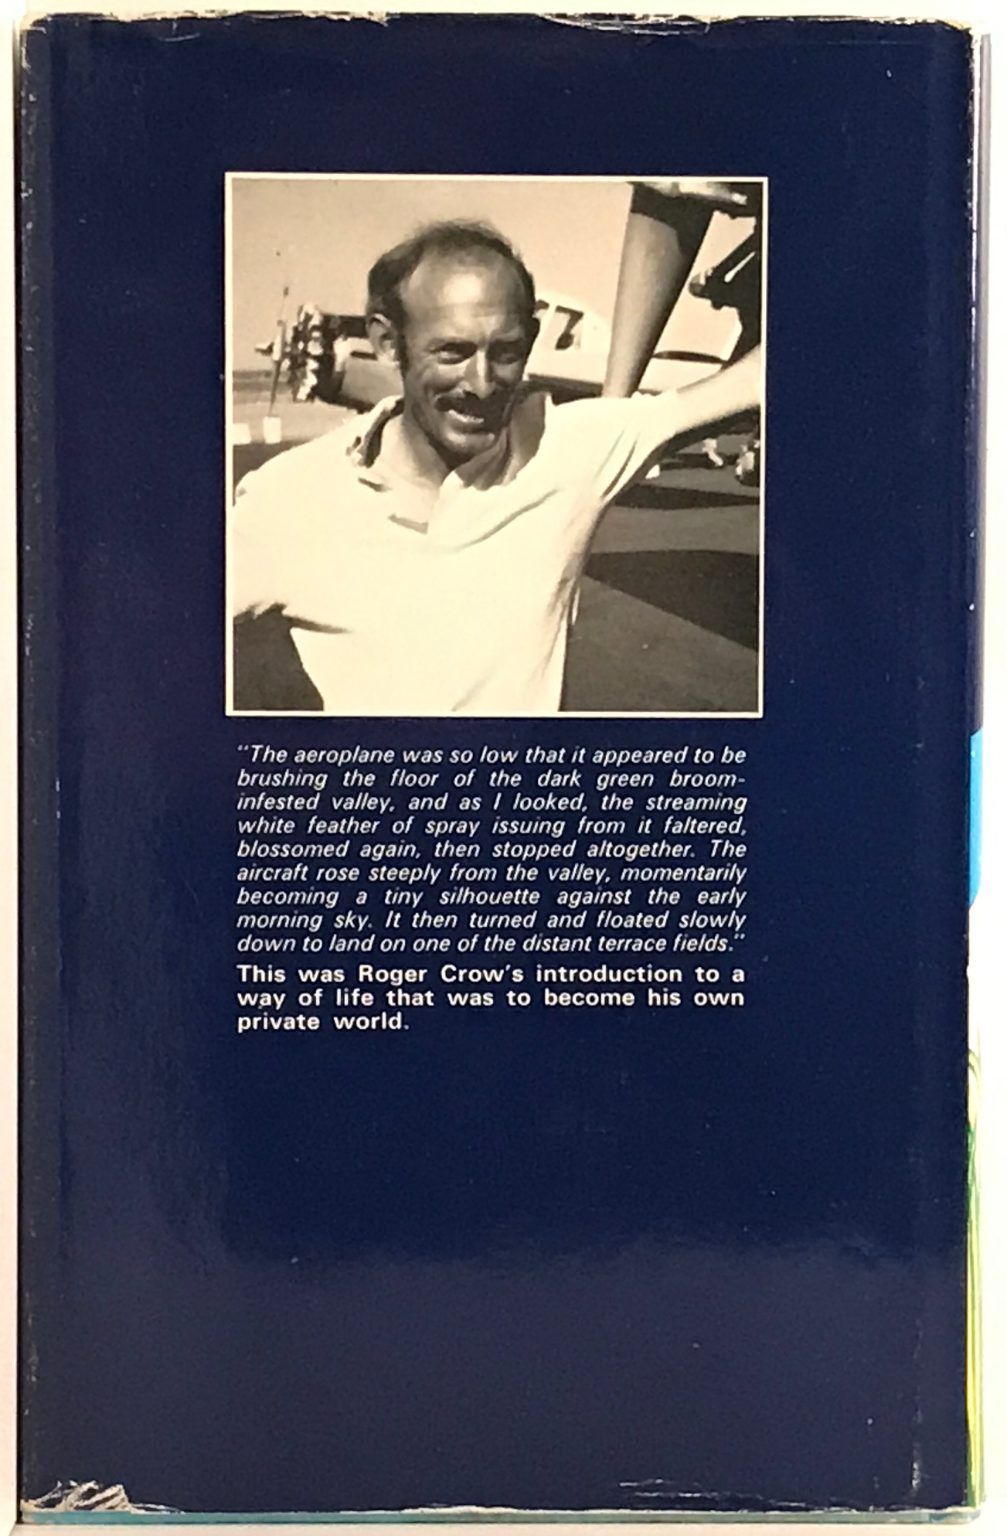 "The aeroplane was so low that it appeared to be
brushing the floor of the dark green broom-
infested valley, and as I looked, the streaming
white feather of spray issuing from it faltered,
blossomed again, then stopped altogether. The
aircraft rose steeply from the valley, momentarily
becoming a tiny silhouette against the early
morning sky. It then turned and floated slowly
down to land on one of the distant terrace fields."
This was Roger Crow's introduction to a
way of life that was to become his own
private world.